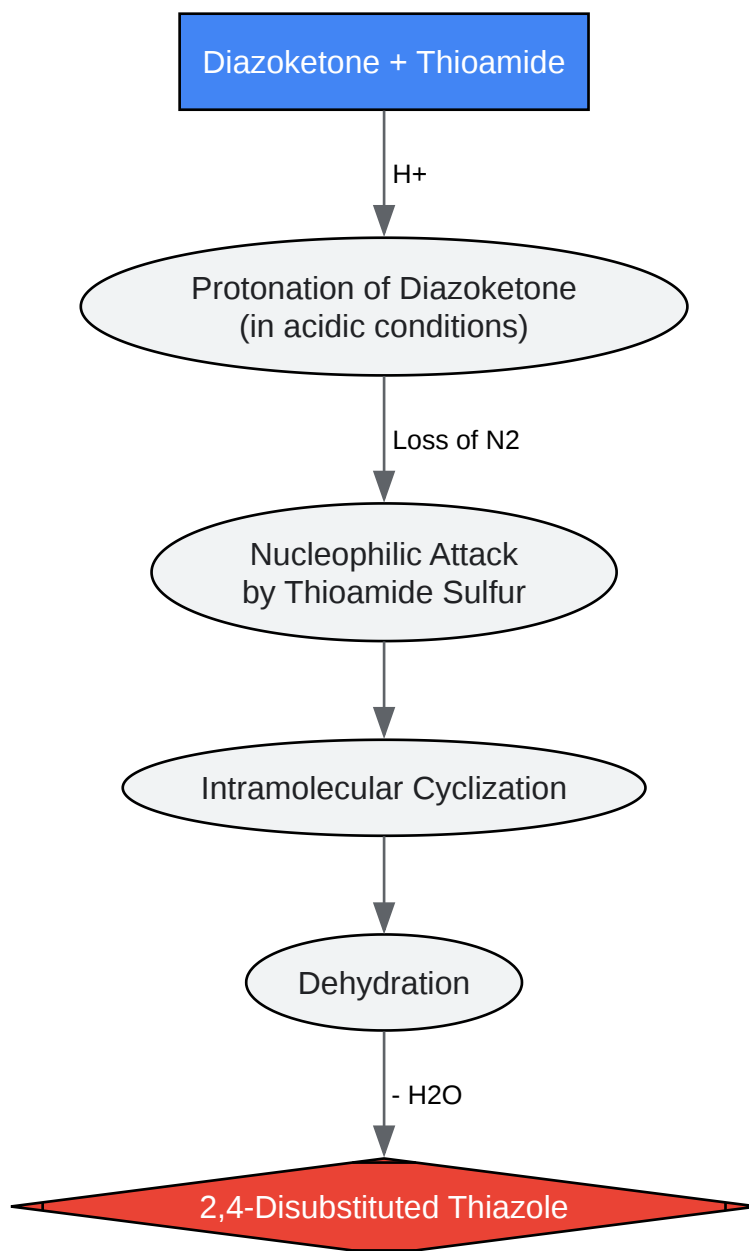 Diazoketone + Thioamide
H+
Protonation of Diazoketone
(in acidic conditions)
Loss of N2
Nucleophilic Attack
by Thioamide Sulfur
Intramolecular Cyclization
Dehydration
- H2O
2,4-Disubstituted Thiazole